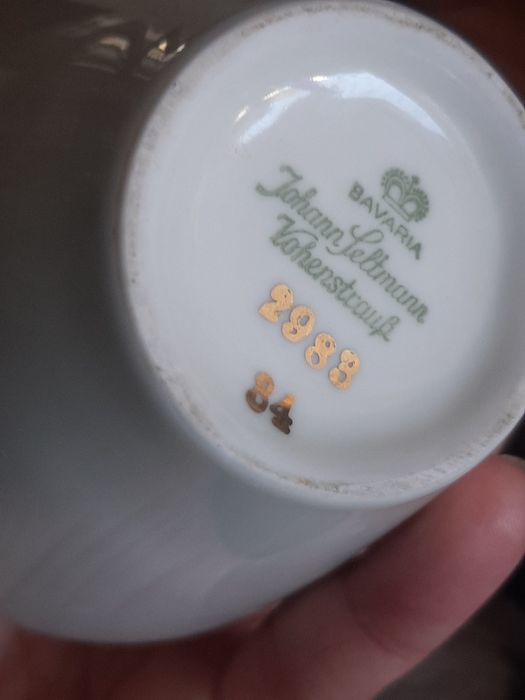 BAVARIA
Johann Seltmann
Vohenstrauß
2988
84